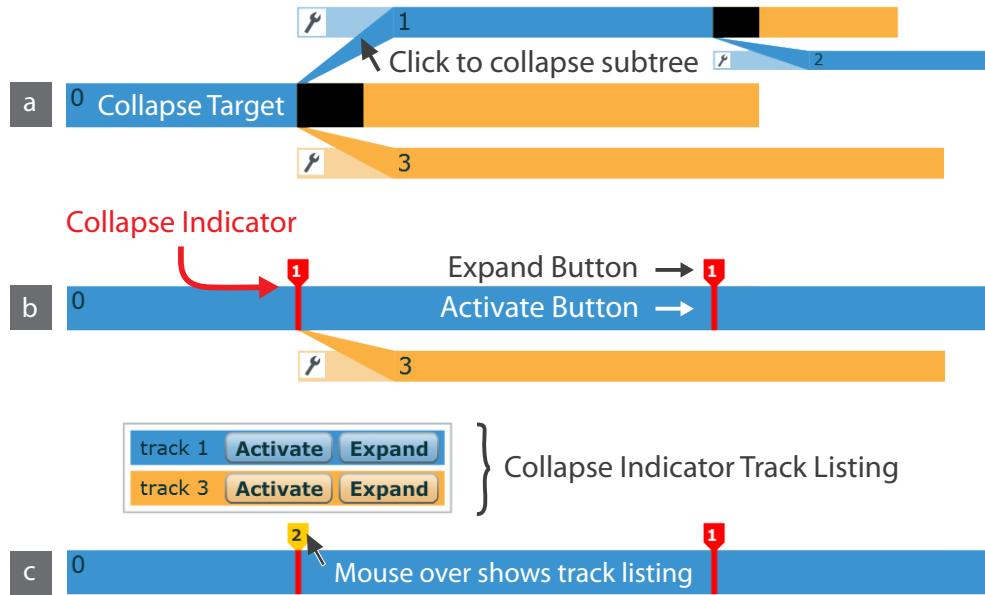 1
Click to collapse subtree
2
a
0
Collapse Target
3
Collapse Indicator
1
Expand Button
1
b
0
Activate Button
3
track 1 Activate Expand
track 3 Activate Expand
Collapse Indicator Track Listing
2
1
c
0
Mouse over shows track listing